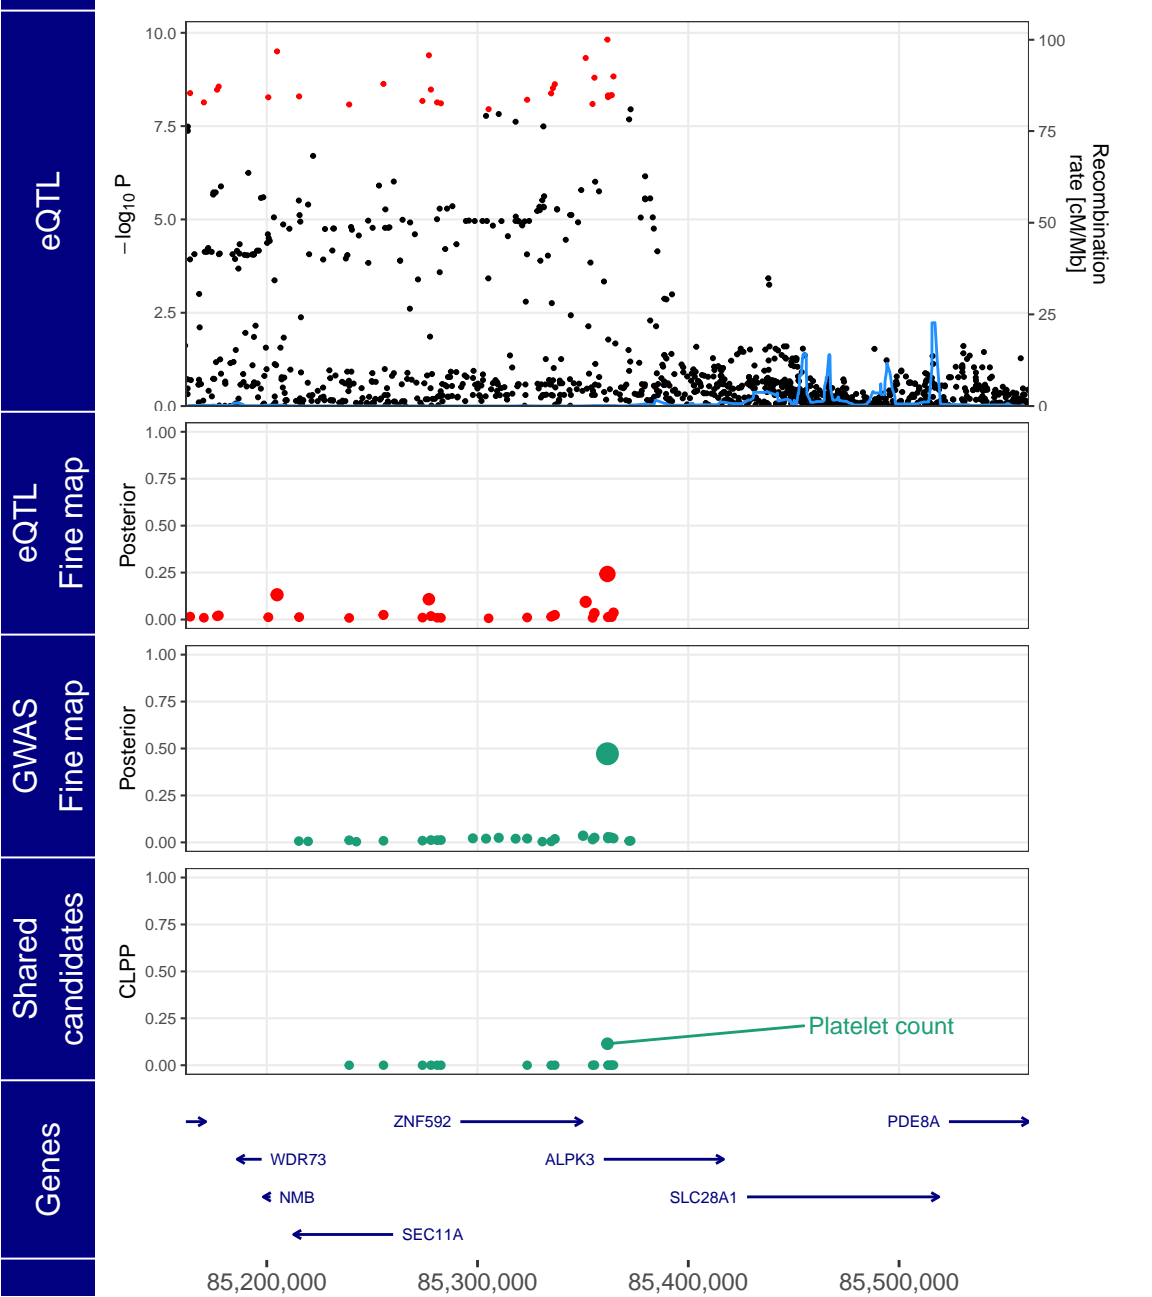 eQTL
−log10 P
10.0
7.5
5.0
2.5
0.0
100
75
50
25
0
Recombination
rate [cM/Mb]
eQTL
Fine map
Posterior
1.00
0.75
0.50
0.25
0.00
GWAS
Fine map
Posterior
1.00
0.75
0.50
0.25
0.00
Shared
candidates
CLPP
1.00
0.75
0.50
0.25
0.00
Platelet count
Genes
ZNF592
PDE8A
WDR73
ALPK3
NMB
SLC28A1
SEC11A
85,200,000
85,300,000
85,400,000
85,500,000